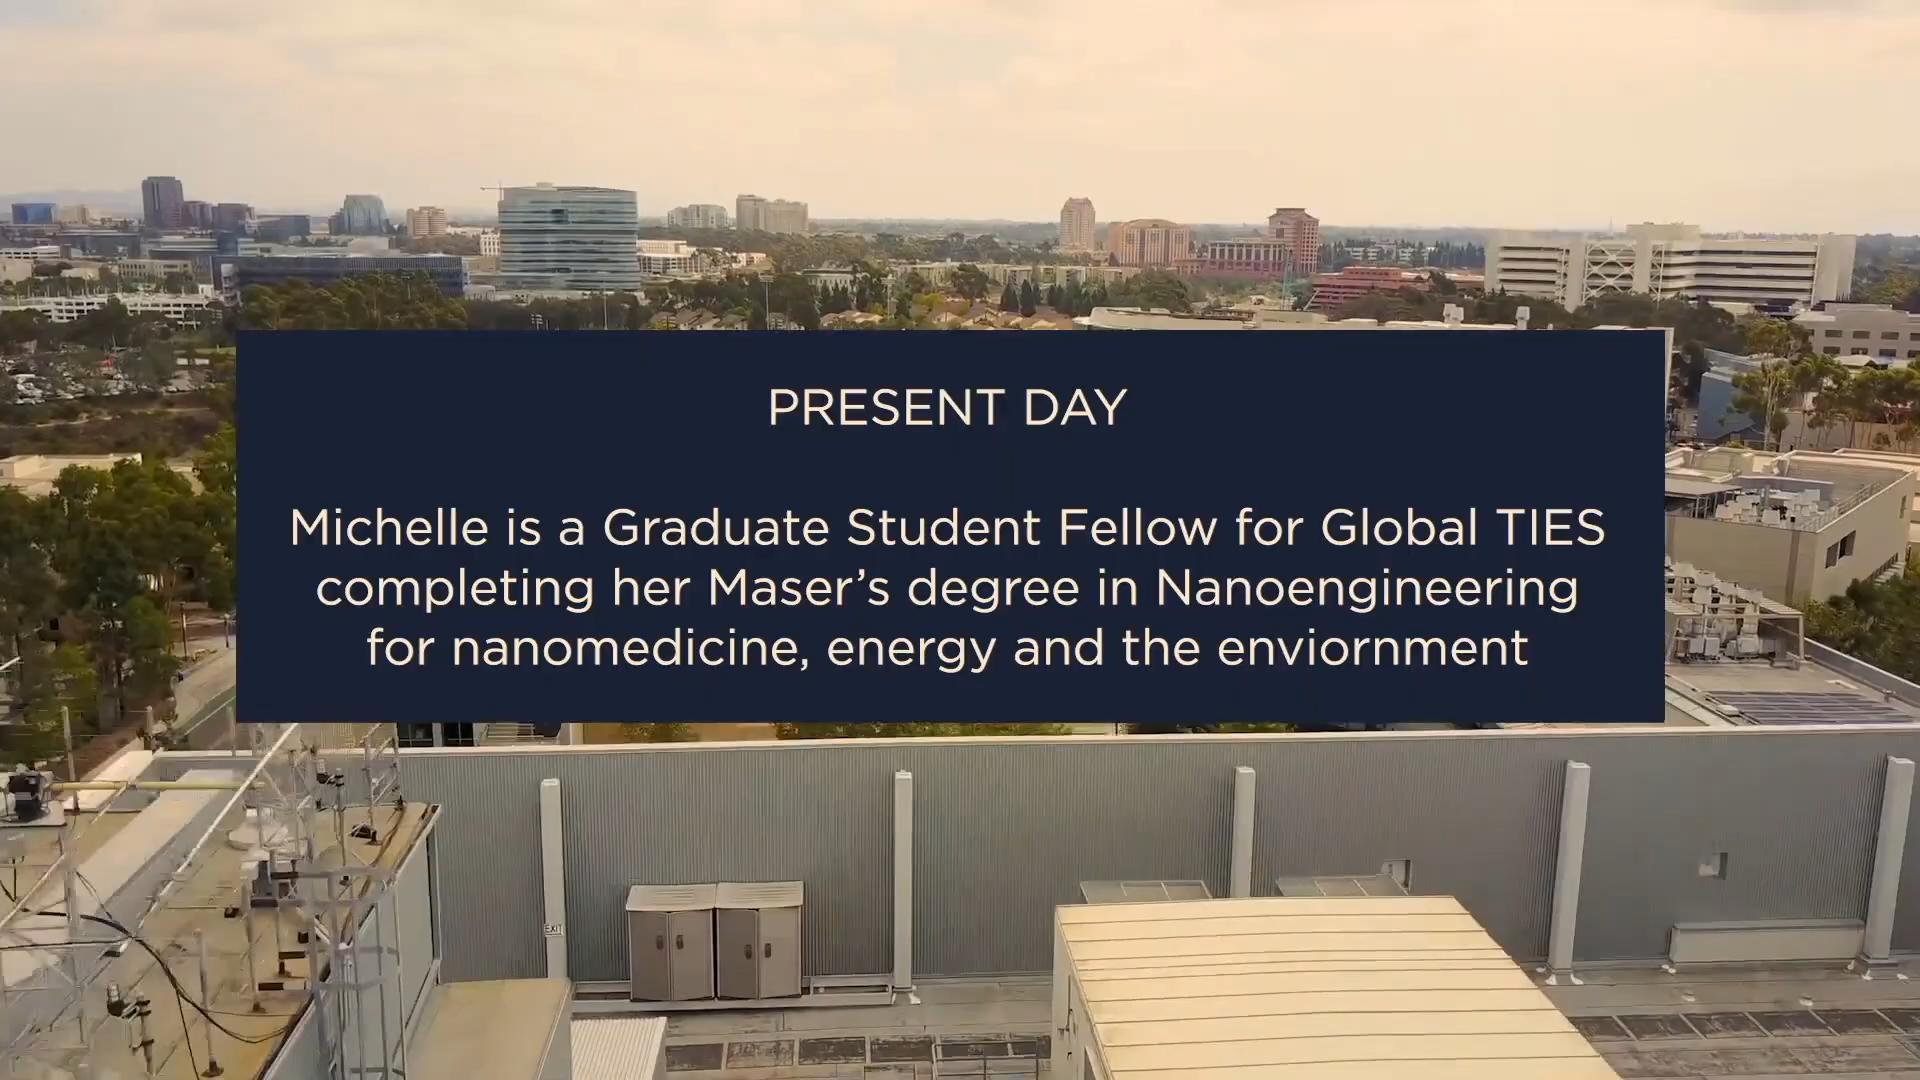 PRESENT DAY
Michelle is a Graduate Student Fellow for Global TIES
completing her Maser’s degree in Nanoengineering
for nanomedicine, energy and the enviornment
EXIT